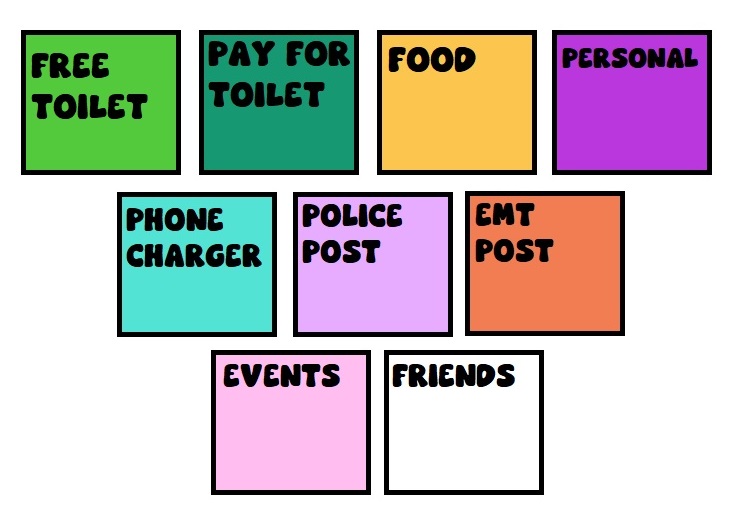 FREE
TOILET
PAY FOR
TOILET
FOOD
PERSONAL
PHONE
CHARGER
POLICE
POST
EMT
POST
EVENTS
FRIENDS